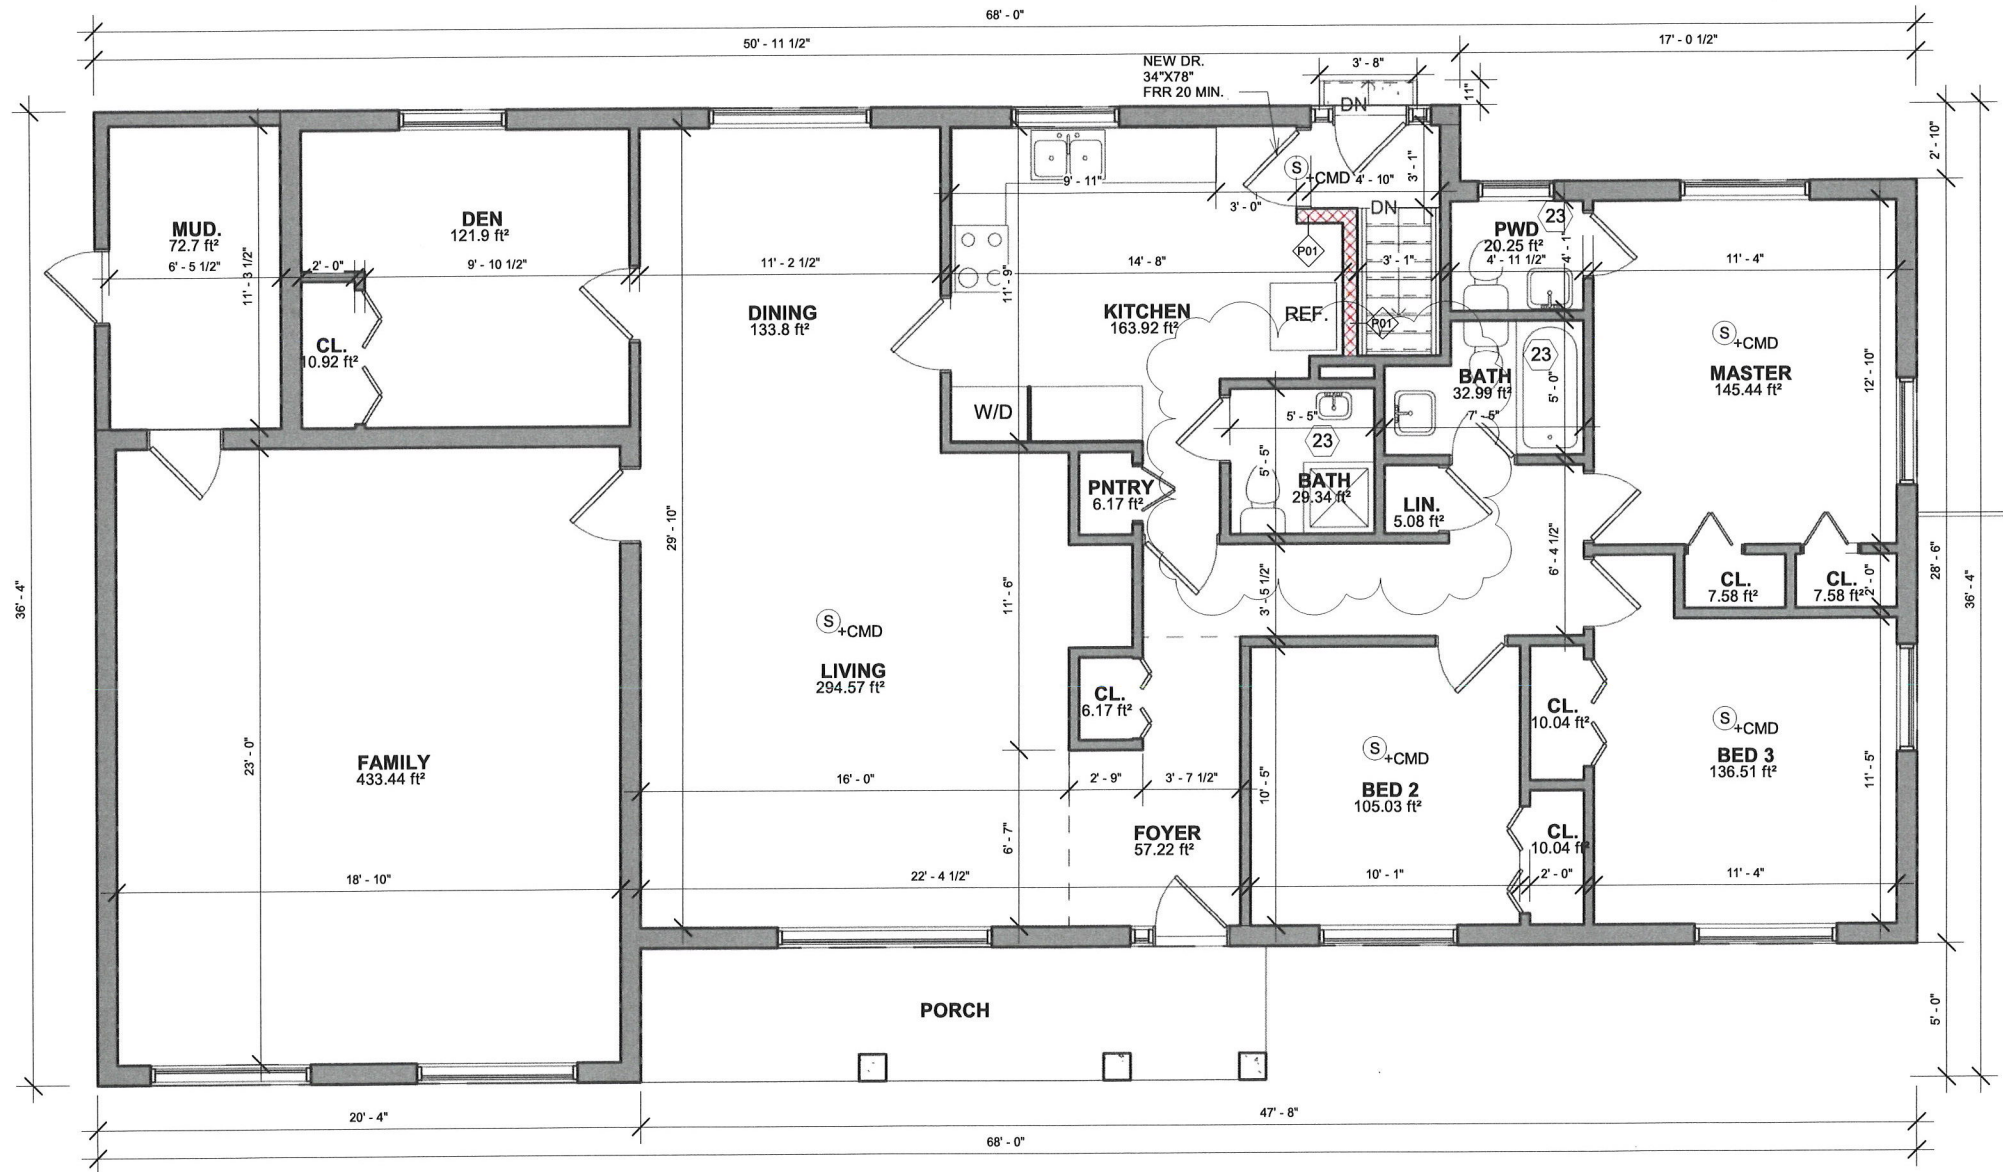 68' - 0"
50' - 11 1/2"
17' - 0 1/2"
NEW DR.
34"X78"
FRR 20 MIN.
3' - 8"
11"
DN
2' - 10"
36' - 4"
MUD.
72.7 ft²
6' - 5 1/2"
11' - 3 1/2"
DEN
121.9 ft²
2' - 0"
9' - 10 1/2"
CL.
10.92 ft²
DINING
133.8 ft²
11' - 2 1/2"
9' - 11"
3' - 0"
S
+CMD
4' - 10"
3' - 1"
DN
P01
14' - 8"
11' - 9"
KITCHEN
163.92 ft²
REF.
P01
3' - 1"
W/D
PWD
20.25 ft²
4' - 11 1/2"
23
4' - 1"
11' - 4"
BATH
32.99 ft²
7' - 5"
23
5' - 0"
S
+CMD
MASTER
145.44 ft²
12' - 10"
5' - 5"
23
5' - 5"
BATH
29.34 ft²
PNTRY
6.17 ft²
LIN.
5.08 ft²
6' - 4 1/2"
3' - 5 1/2"
CL.
7.58 ft²
CL.
7.58 ft²
2' - 0"
28' - 6"
36' - 4"
29' - 10"
11' - 6"
S
+CMD
LIVING
294.57 ft²
CL.
6.17 ft²
FAMILY
433.44 ft²
23' - 0"
18' - 10"
16' - 0"
2' - 9"
3' - 7 1/2"
6' - 7"
FOYER
57.22 ft²
22' - 4 1/2"
S
+CMD
BED 2
105.03 ft²
10' - 5"
10' - 1"
CL.
10.04 ft²
CL.
10.04 ft²
2' - 0"
S
+CMD
BED 3
136.51 ft²
11' - 5"
11' - 4"
PORCH
5' - 0"
20' - 4"
47' - 8"
68' - 0"